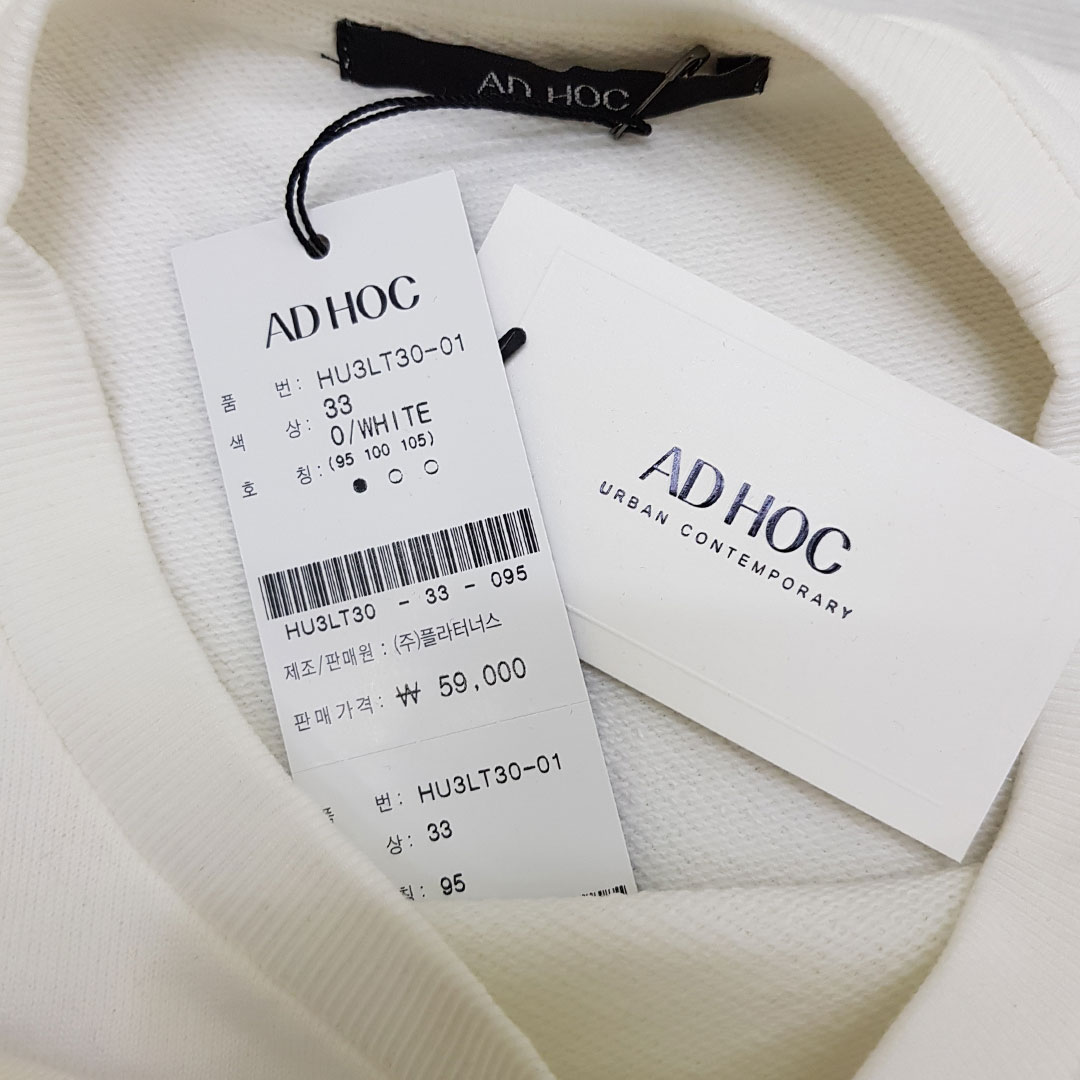 AD HOC
AD HOC
품 번: HU3LT30-01
색 상: 33
0/WHITE
호 칭: (95 100 105)
HU3LT30 - 33 - 095
제조/판매원 : (주)플라터너스
판매가격: ₩ 59,000
번: HU3LT30-01
상: 33
칭: 95
AD HOC
URBAN CONTEMPORARY